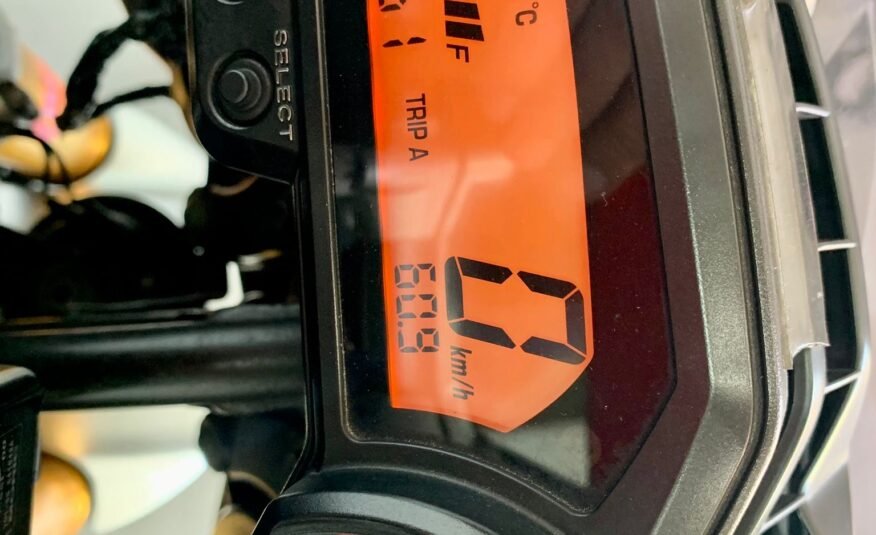 °C
0
F km/h
TRIP A 60.9
SELECT